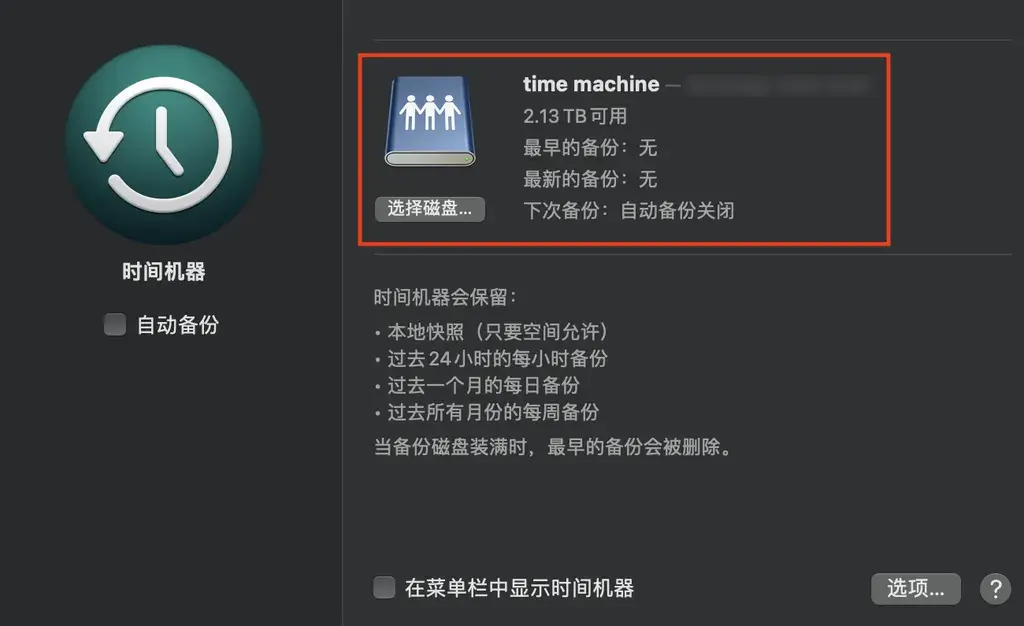 时间机器
自动备份
time machine —
2.13 TB 可用
最早的备份：无
最新的备份：无
下次备份：自动备份关闭
选择磁盘...
时间机器会保留：
• 本地快照（只要空间允许）
• 过去 24 小时的每小时备份
• 过去一个月的每日备份
• 过去所有月份的每周备份
当备份磁盘装满时，最早的备份会被删除。
在菜单栏中显示时间机器
选项...
?